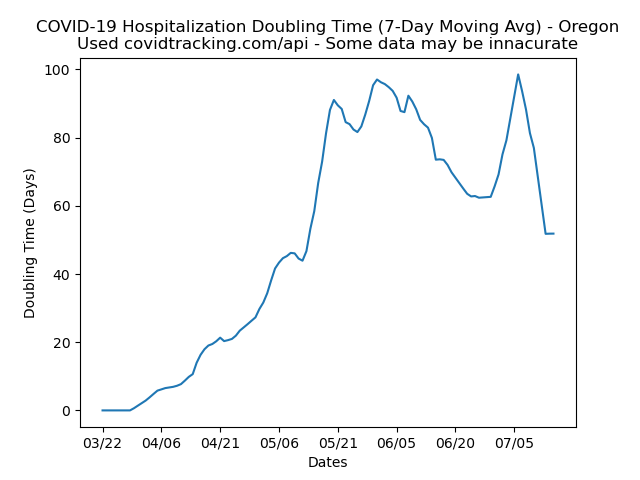 COVID-19 Hospitalization Doubling Time (7-Day Moving Avg) - Oregon
Used covidtracking.com/api - Some data may be innacurate
Doubling Time (Days)
100
80
60
40
20
0
03/22 04/06 04/21 05/06 05/21 06/05 06/20 07/05
Dates